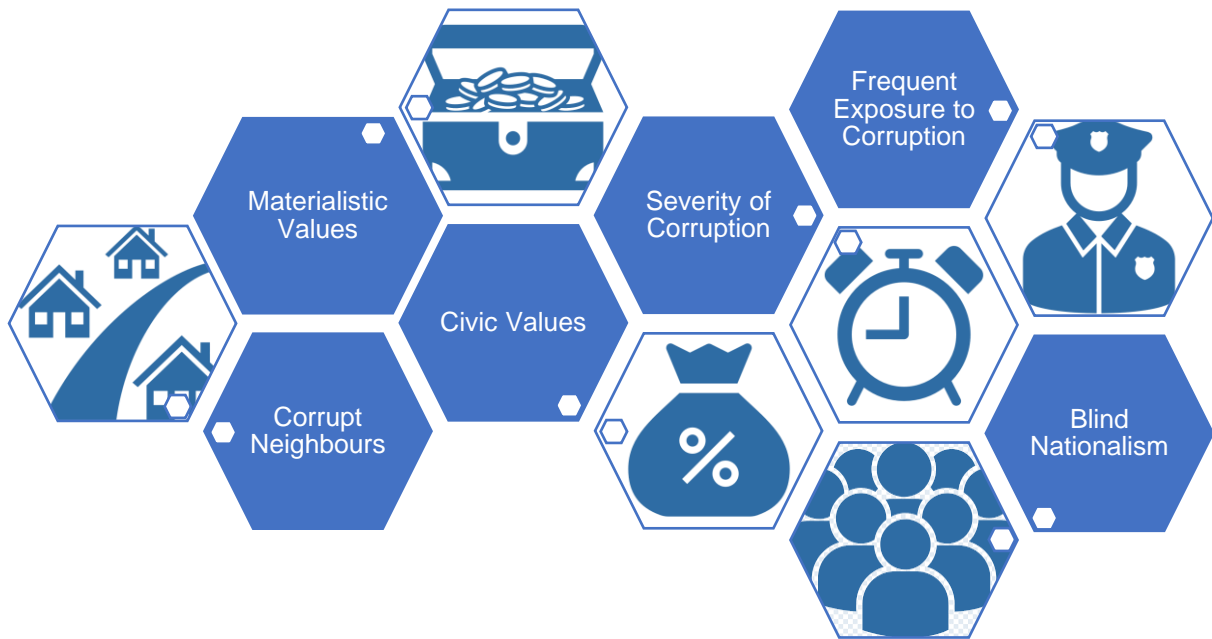 Frequent
Exposure to
Corruption
Materialistic
Values
Severity of
Corruption
Civic Values
Corrupt
Neighbours
Blind
Nationalism
%